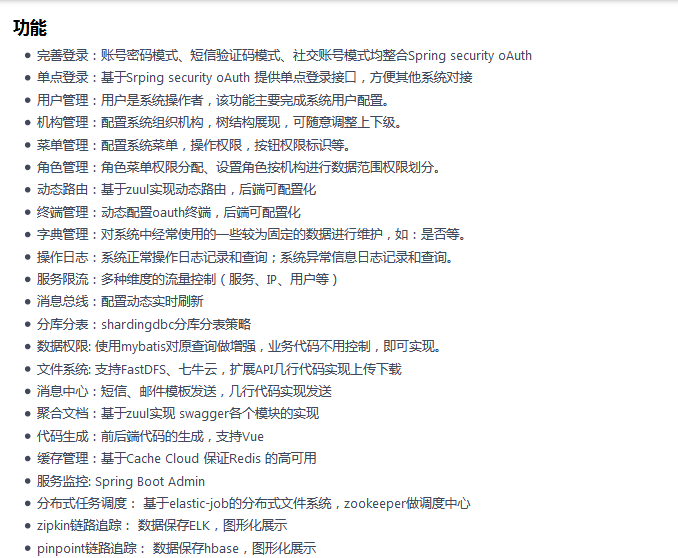 功能
完善登录：账号密码模式、短信验证码模式、社交账号模式均整合Spring security oAuth
单点登录：基于Srping security oAuth 提供单点登录接口，方便其他系统对接
用户管理：用户是系统操作者，该功能主要完成系统用户配置。
机构管理：配置系统组织机构，树结构展现，可随意调整上下级。
菜单管理：配置系统菜单，操作权限，按钮权限标识等。
角色管理：角色菜单权限分配、设置角色按机构进行数据范围权限划分。
动态路由：基于zuul实现动态路由，后端可配置化
终端管理：动态配置oauth终端，后端可配置化
字典管理：对系统中经常使用的一些较为固定的数据进行维护，如：是否等。
操作日志：系统正常操作日志记录和查询；系统异常信息日志记录和查询。
服务限流：多种维度的流量控制（服务、IP、用户等）
消息总线：配置动态实时刷新
分库分表：shardingdbc分库分表策略
数据权限: 使用mybatis对原查询做增强，业务代码不用控制，即可实现。
文件系统: 支持FastDFS、七牛云，扩展API几行代码实现上传下载
消息中心：短信、邮件模板发送，几行代码实现发送
聚合文档：基于zuul实现 swagger各个模块的实现
代码生成：前后端代码的生成，支持Vue
缓存管理：基于Cache Cloud 保证Redis 的高可用
服务监控: Spring Boot Admin
分布式任务调度： 基于elastic-job的分布式文件系统，zookeeper做调度中心
zipkin链路追踪： 数据保存ELK，图形化展示
pinpoint链路追踪： 数据保存hbase，图形化展示